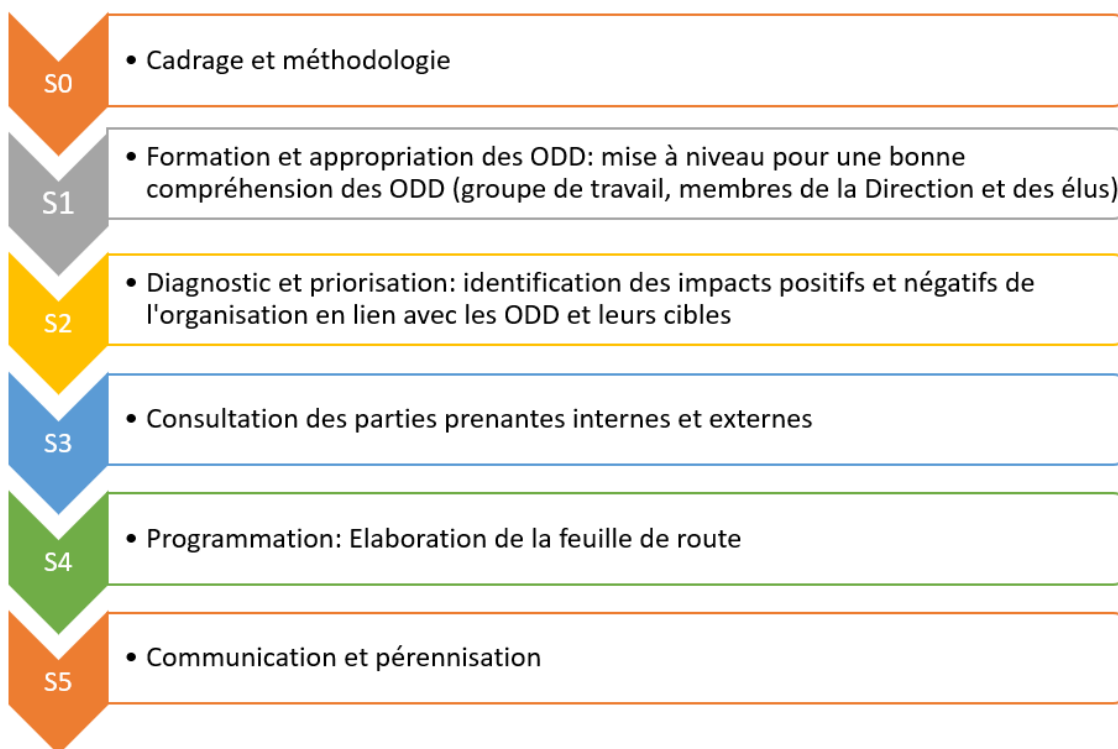 S0
• Cadrage et méthodologie
S1
• Formation et appropriation des ODD: mise à niveau pour une bonne
compréhension des ODD (groupe de travail, membres de la Direction et des élus)
S2
• Diagnostic et priorisation: identification des impacts positifs et négatifs de
l'organisation en lien avec les ODD et leurs cibles
S3
• Consultation des parties prenantes internes et externes
S4
• Programmation: Elaboration de la feuille de route
S5
• Communication et pérennisation